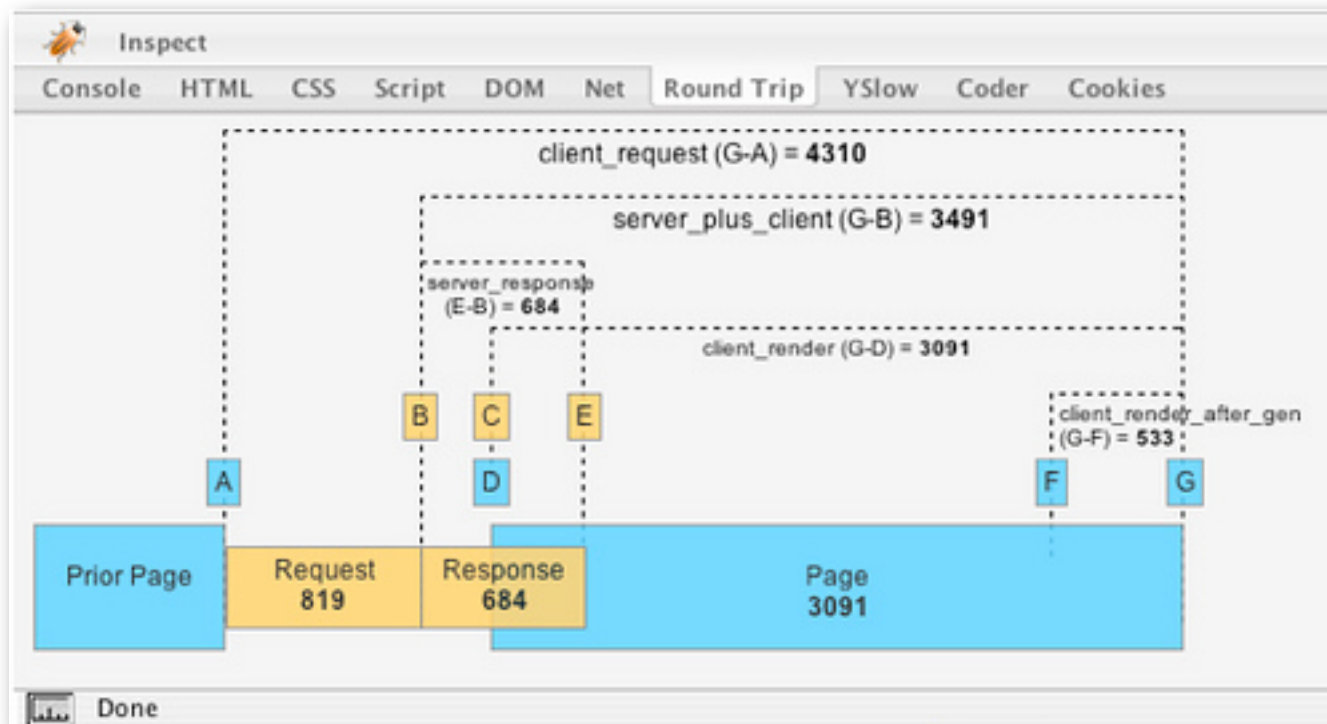 Inspect
Console HTML CSS Script DOM Net Round Trip YSlow Coder Cookies
client_request (G-A) = 4310
server_plus_client (G-B) = 3491
server_response
(E-B) = 684
client_render (G-D) = 3091
B C E
client_render_after_gen
(G-F) = 533
A D F G
Prior Page
Request
819
Response
684
Page
3091
Done